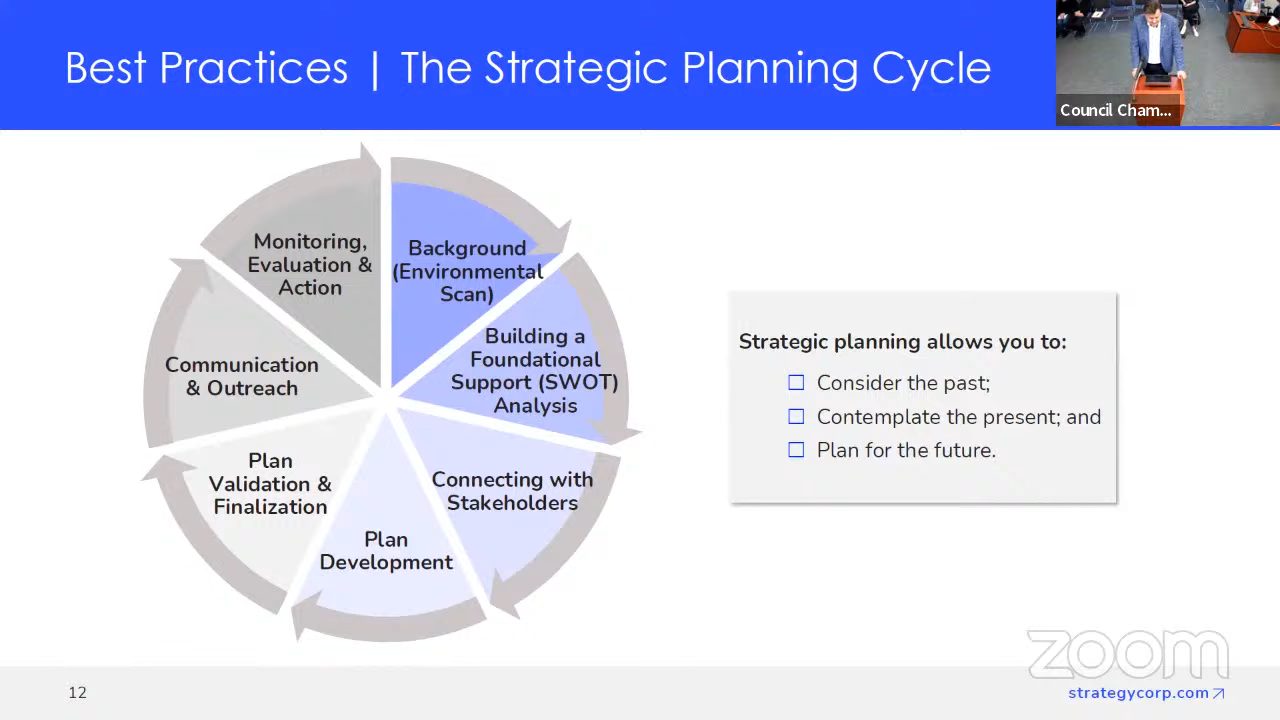 Best Practices | The Strategic Planning Cycle
Council Cham...
Monitoring,
Evaluation &
Action
Background
(Environmental
Scan)
Building a
Foundational
Support (SWOT)
Analysis
Communication
& Outreach
Connecting with
Stakeholders
Plan
Validation &
Finalization
Plan
Development
Strategic planning allows you to:
Consider the past;
Contemplate the present; and
Plan for the future.
zoom
12
strategycorp.com